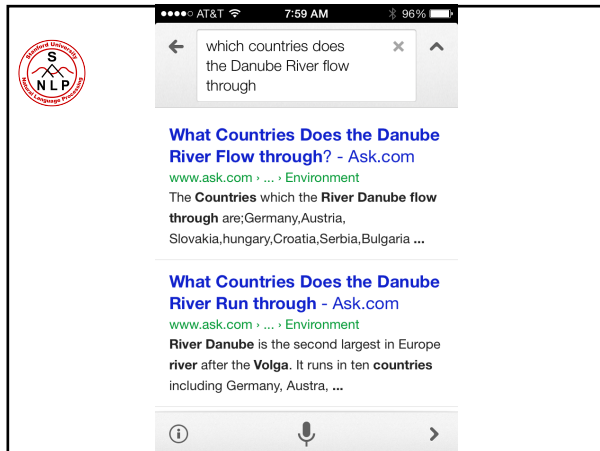 AT&T 7:59 AM 96%
Stanford University
S
NLP
Natural Language Processing
which countries does
the Danube River flow
through
What Countries Does the Danube
River Flow through? - Ask.com
www.ask.com › ... › Environment
The Countries which the River Danube flow
through are;Germany,Austria,
Slovakia,hungary,Croatia,Serbia,Bulgaria ...
What Countries Does the Danube
River Run through - Ask.com
www.ask.com › ... › Environment
River Danube is the second largest in Europe
river after the Volga. It runs in ten countries
including Germany, Austra, ...